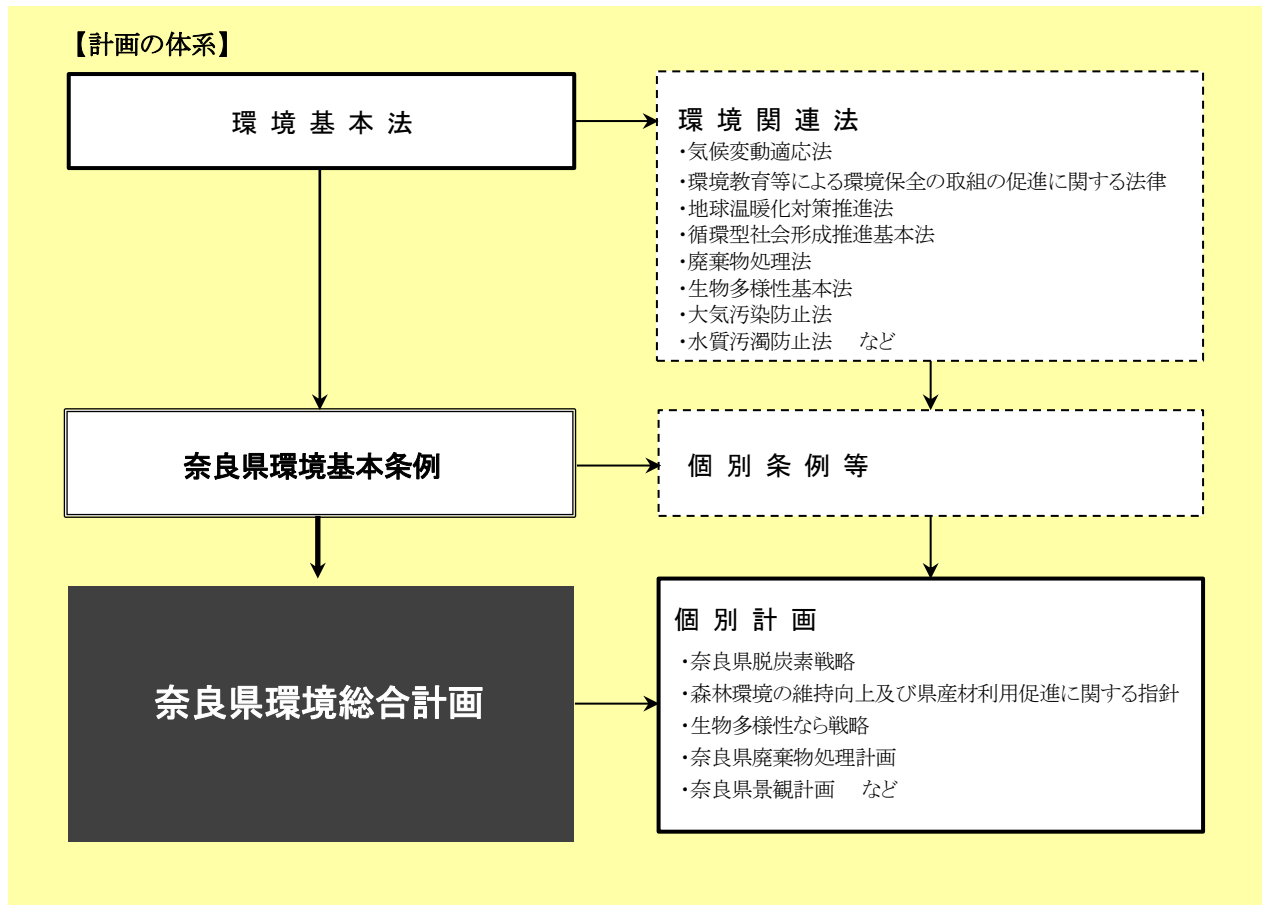 【計画の体系】
環境基本法
環境関連法
・気候変動適応法
・環境教育等による環境保全の取組の促進に関する法律
・地球温暖化対策推進法
・循環型社会形成推進基本法
・廃棄物処理法
・生物多様性基本法
・大気汚染防止法
・水質汚濁防止法　など
奈良県環境基本条例
個別条例等
奈良県環境総合計画
個別計画
・奈良県脱炭素戦略
・森林環境の維持向上及び県産材利用促進に関する指針
・生物多様性なら戦略
・奈良県廃棄物処理計画
・奈良県景観計画　など